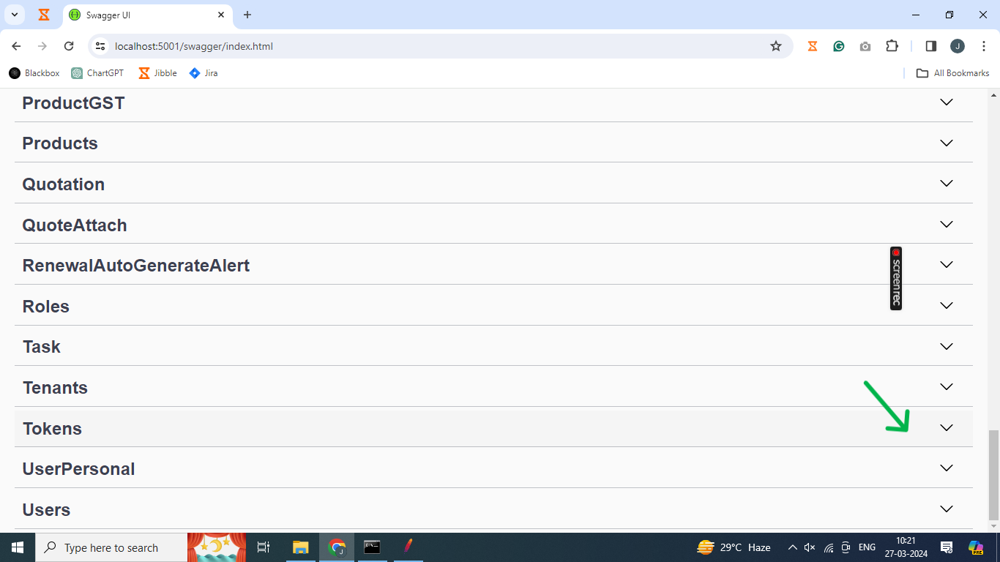 Swagger UI
localhost:5001/swagger/index.html
J
Blackbox
ChartGPT
Jibble
Jira
All Bookmarks
ProductGST
Products
Quotation
QuoteAttach
RenewalAutoGenerateAlert
screenrec
Roles
Task
Tenants
Tokens
UserPersonal
Users
Type here to search
J
29°C Haze
ENG
10:21
27-03-2024
PRE